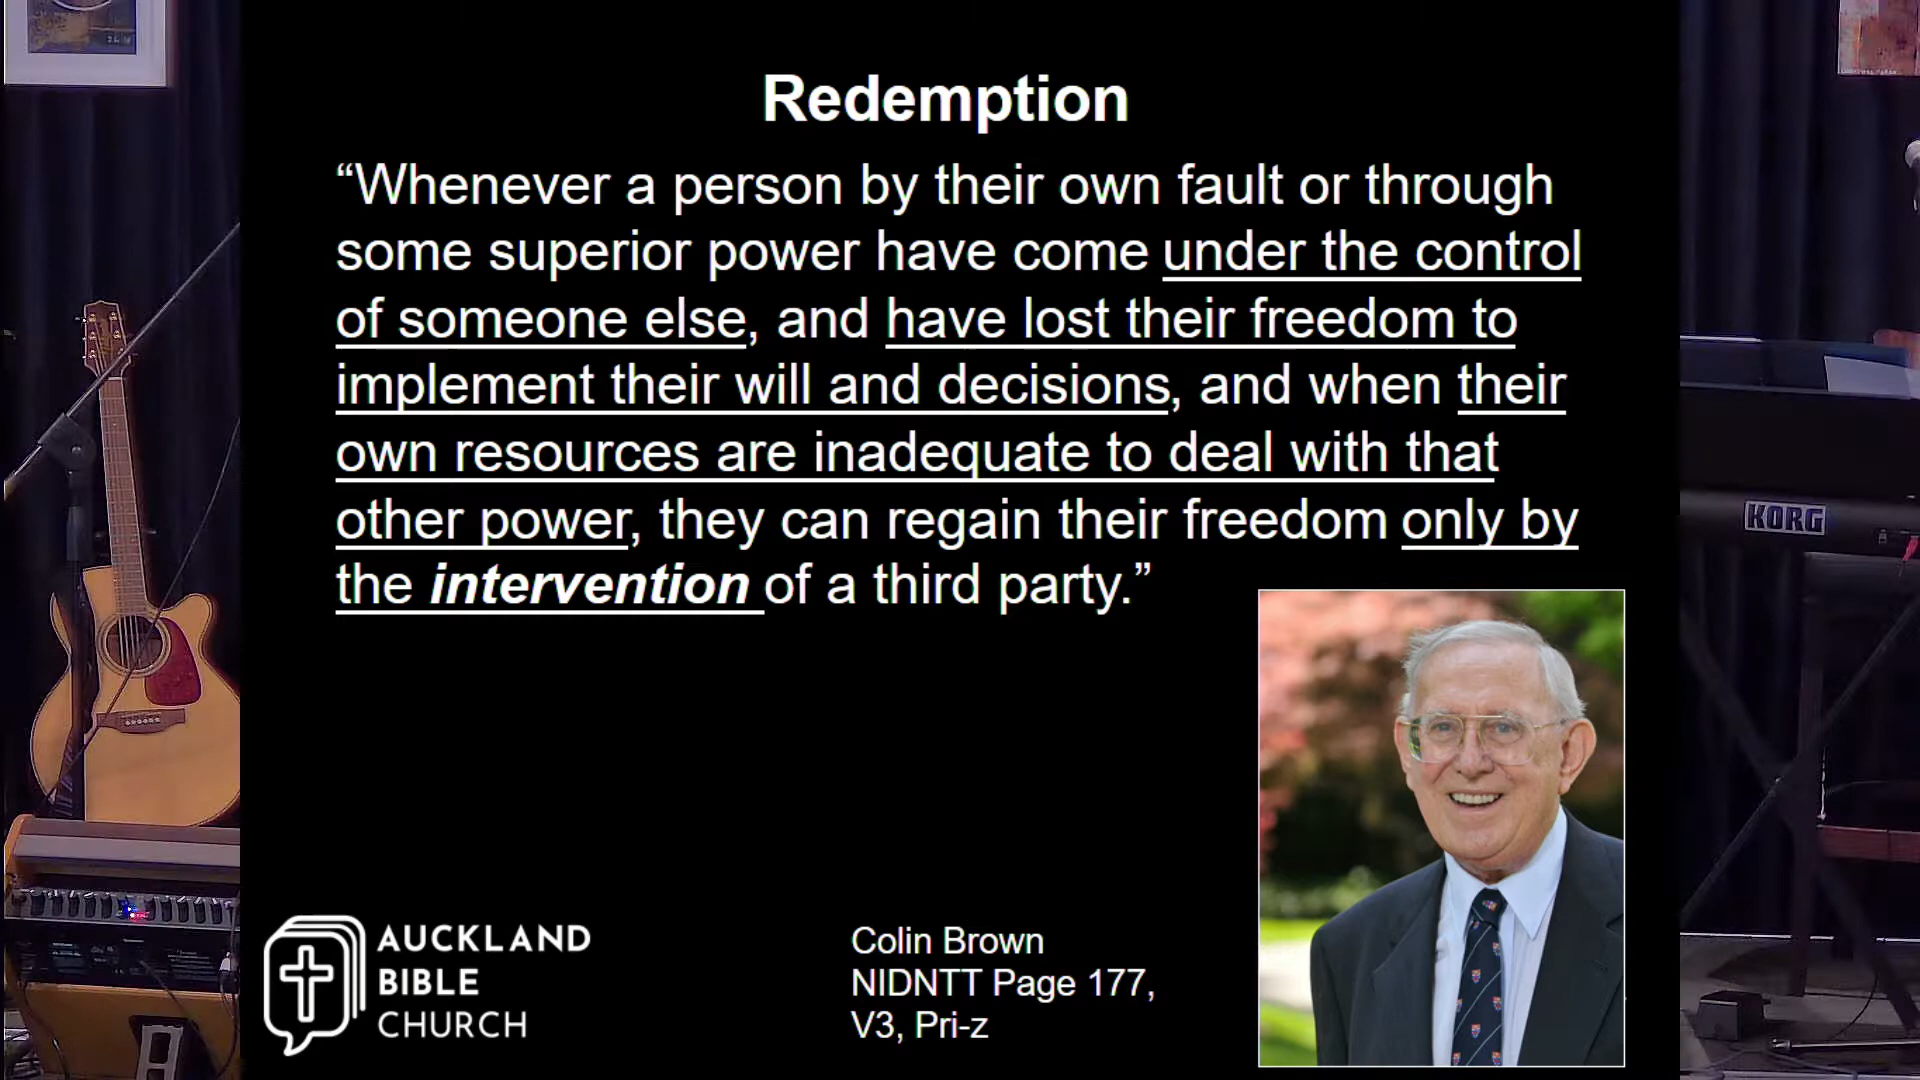 Redemption
“Whenever a person by their own fault or through
some superior power have come under the control
of someone else, and have lost their freedom to
implement their will and decisions, and when their
own resources are inadequate to deal with that
other power, they can regain their freedom only by
the intervention of a third party.”
KORG
AUCKLAND
BIBLE
CHURCH
Colin Brown
NIDNTT Page 177,
V3, Pri-z